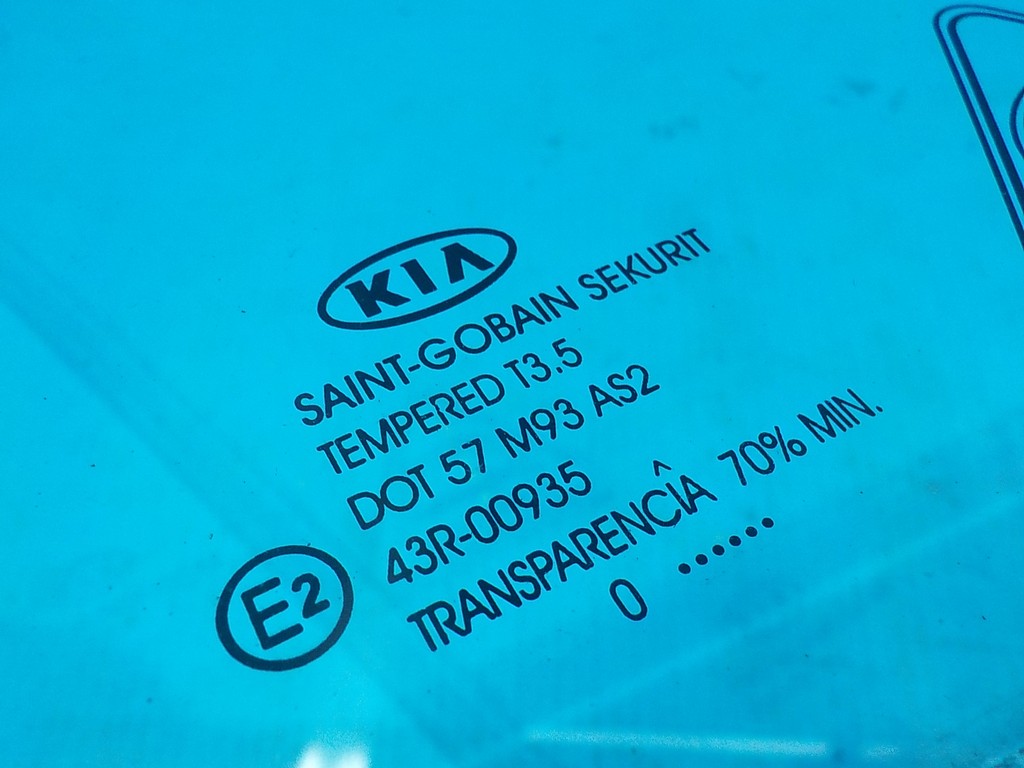 KIA
SAINT-GOBAIN SEKURIT
TEMPERED T3.5
DOT 57 M93 AS2
43R-00935
E2
TRANSPARENCÎA 70% MIN.
0 ......